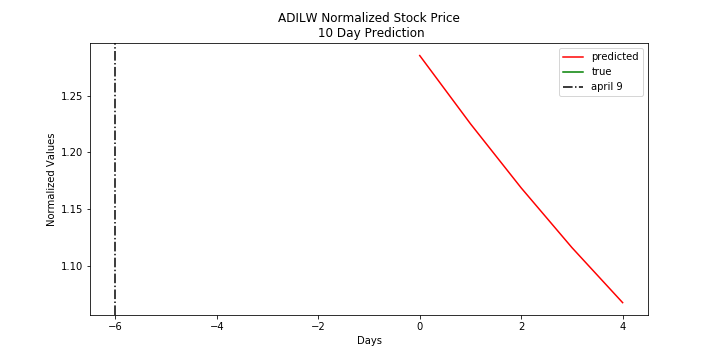 ADILW Normalized Stock Price
10 Day Prediction
predicted
true
april 9
Normalized Values
1.25
1.20
1.15
1.10
−6
−4
−2
0
2
4
Days